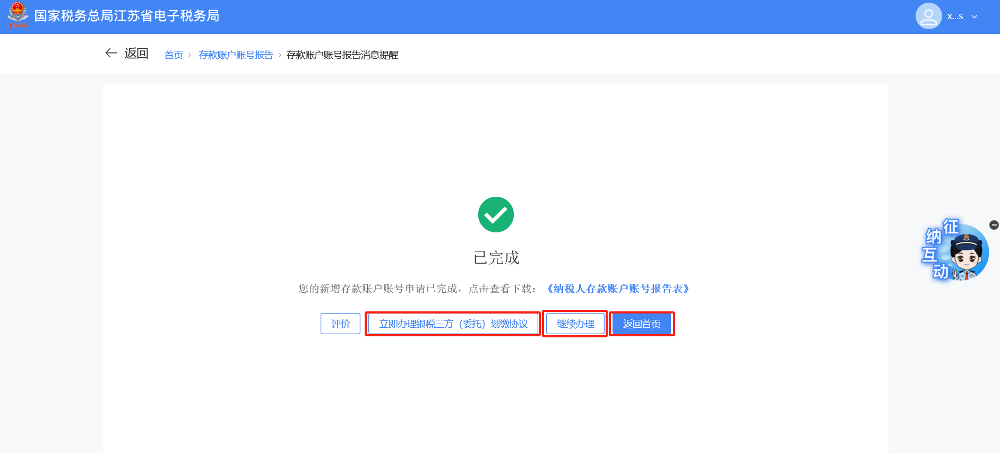 国家税务总局江苏省电子税务局
x...s
返回 首页 › 存款账户账号报告 › 存款账户账号报告消息提醒
征纳互动
已完成
您的新增存款账户账号申请已完成，点击查看下载：《纳税人存款账户账号报告表》
评价 立即办理银税三方（委托）划缴协议 继续办理 返回首页